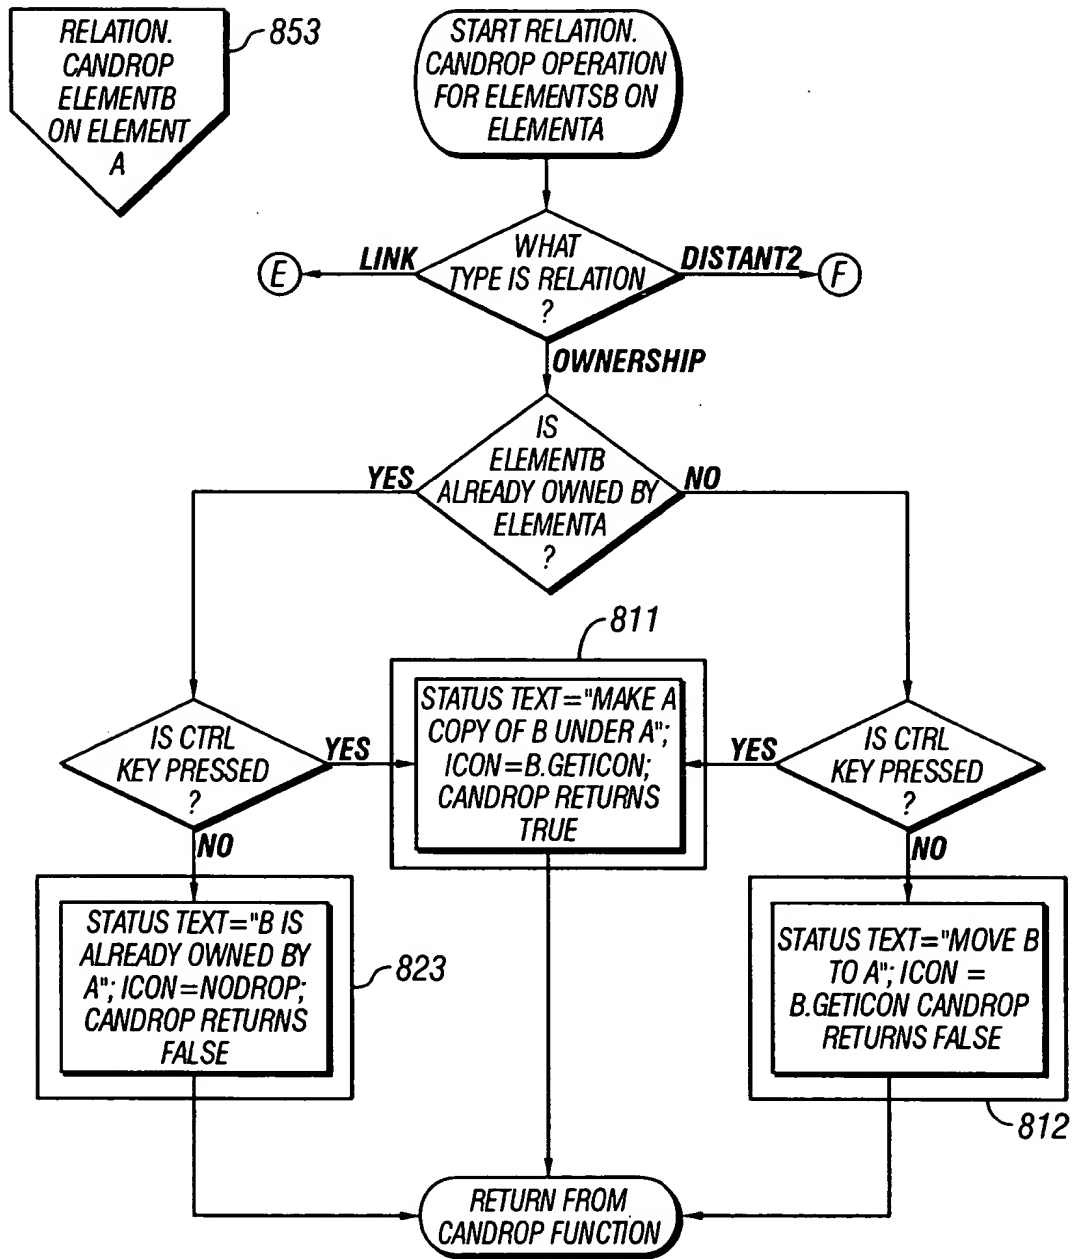 RELATION.
CANDROP
ELEMENTB
ON ELEMENT
A
853
START RELATION.
CANDROP OPERATION
FOR ELEMENTSB ON
ELEMENTA
WHAT
TYPE IS RELATION
?
LINK
E
DISTANT2
F
OWNERSHIP
IS
ELEMENTB
ALREADY OWNED BY
ELEMENTA
?
YES
NO
811
STATUS TEXT="MAKE A
COPY OF B UNDER A";
ICON=B.GETICON;
CANDROP RETURNS
TRUE
IS CTRL
KEY PRESSED
?
YES
NO
IS CTRL
KEY PRESSED
?
YES
NO
STATUS TEXT="B IS
ALREADY OWNED BY
A"; ICON=NODROP;
CANDROP RETURNS
FALSE
823
STATUS TEXT="MOVE B
TO A"; ICON =
B.GETICON CANDROP
RETURNS FALSE
812
RETURN FROM
CANDROP FUNCTION